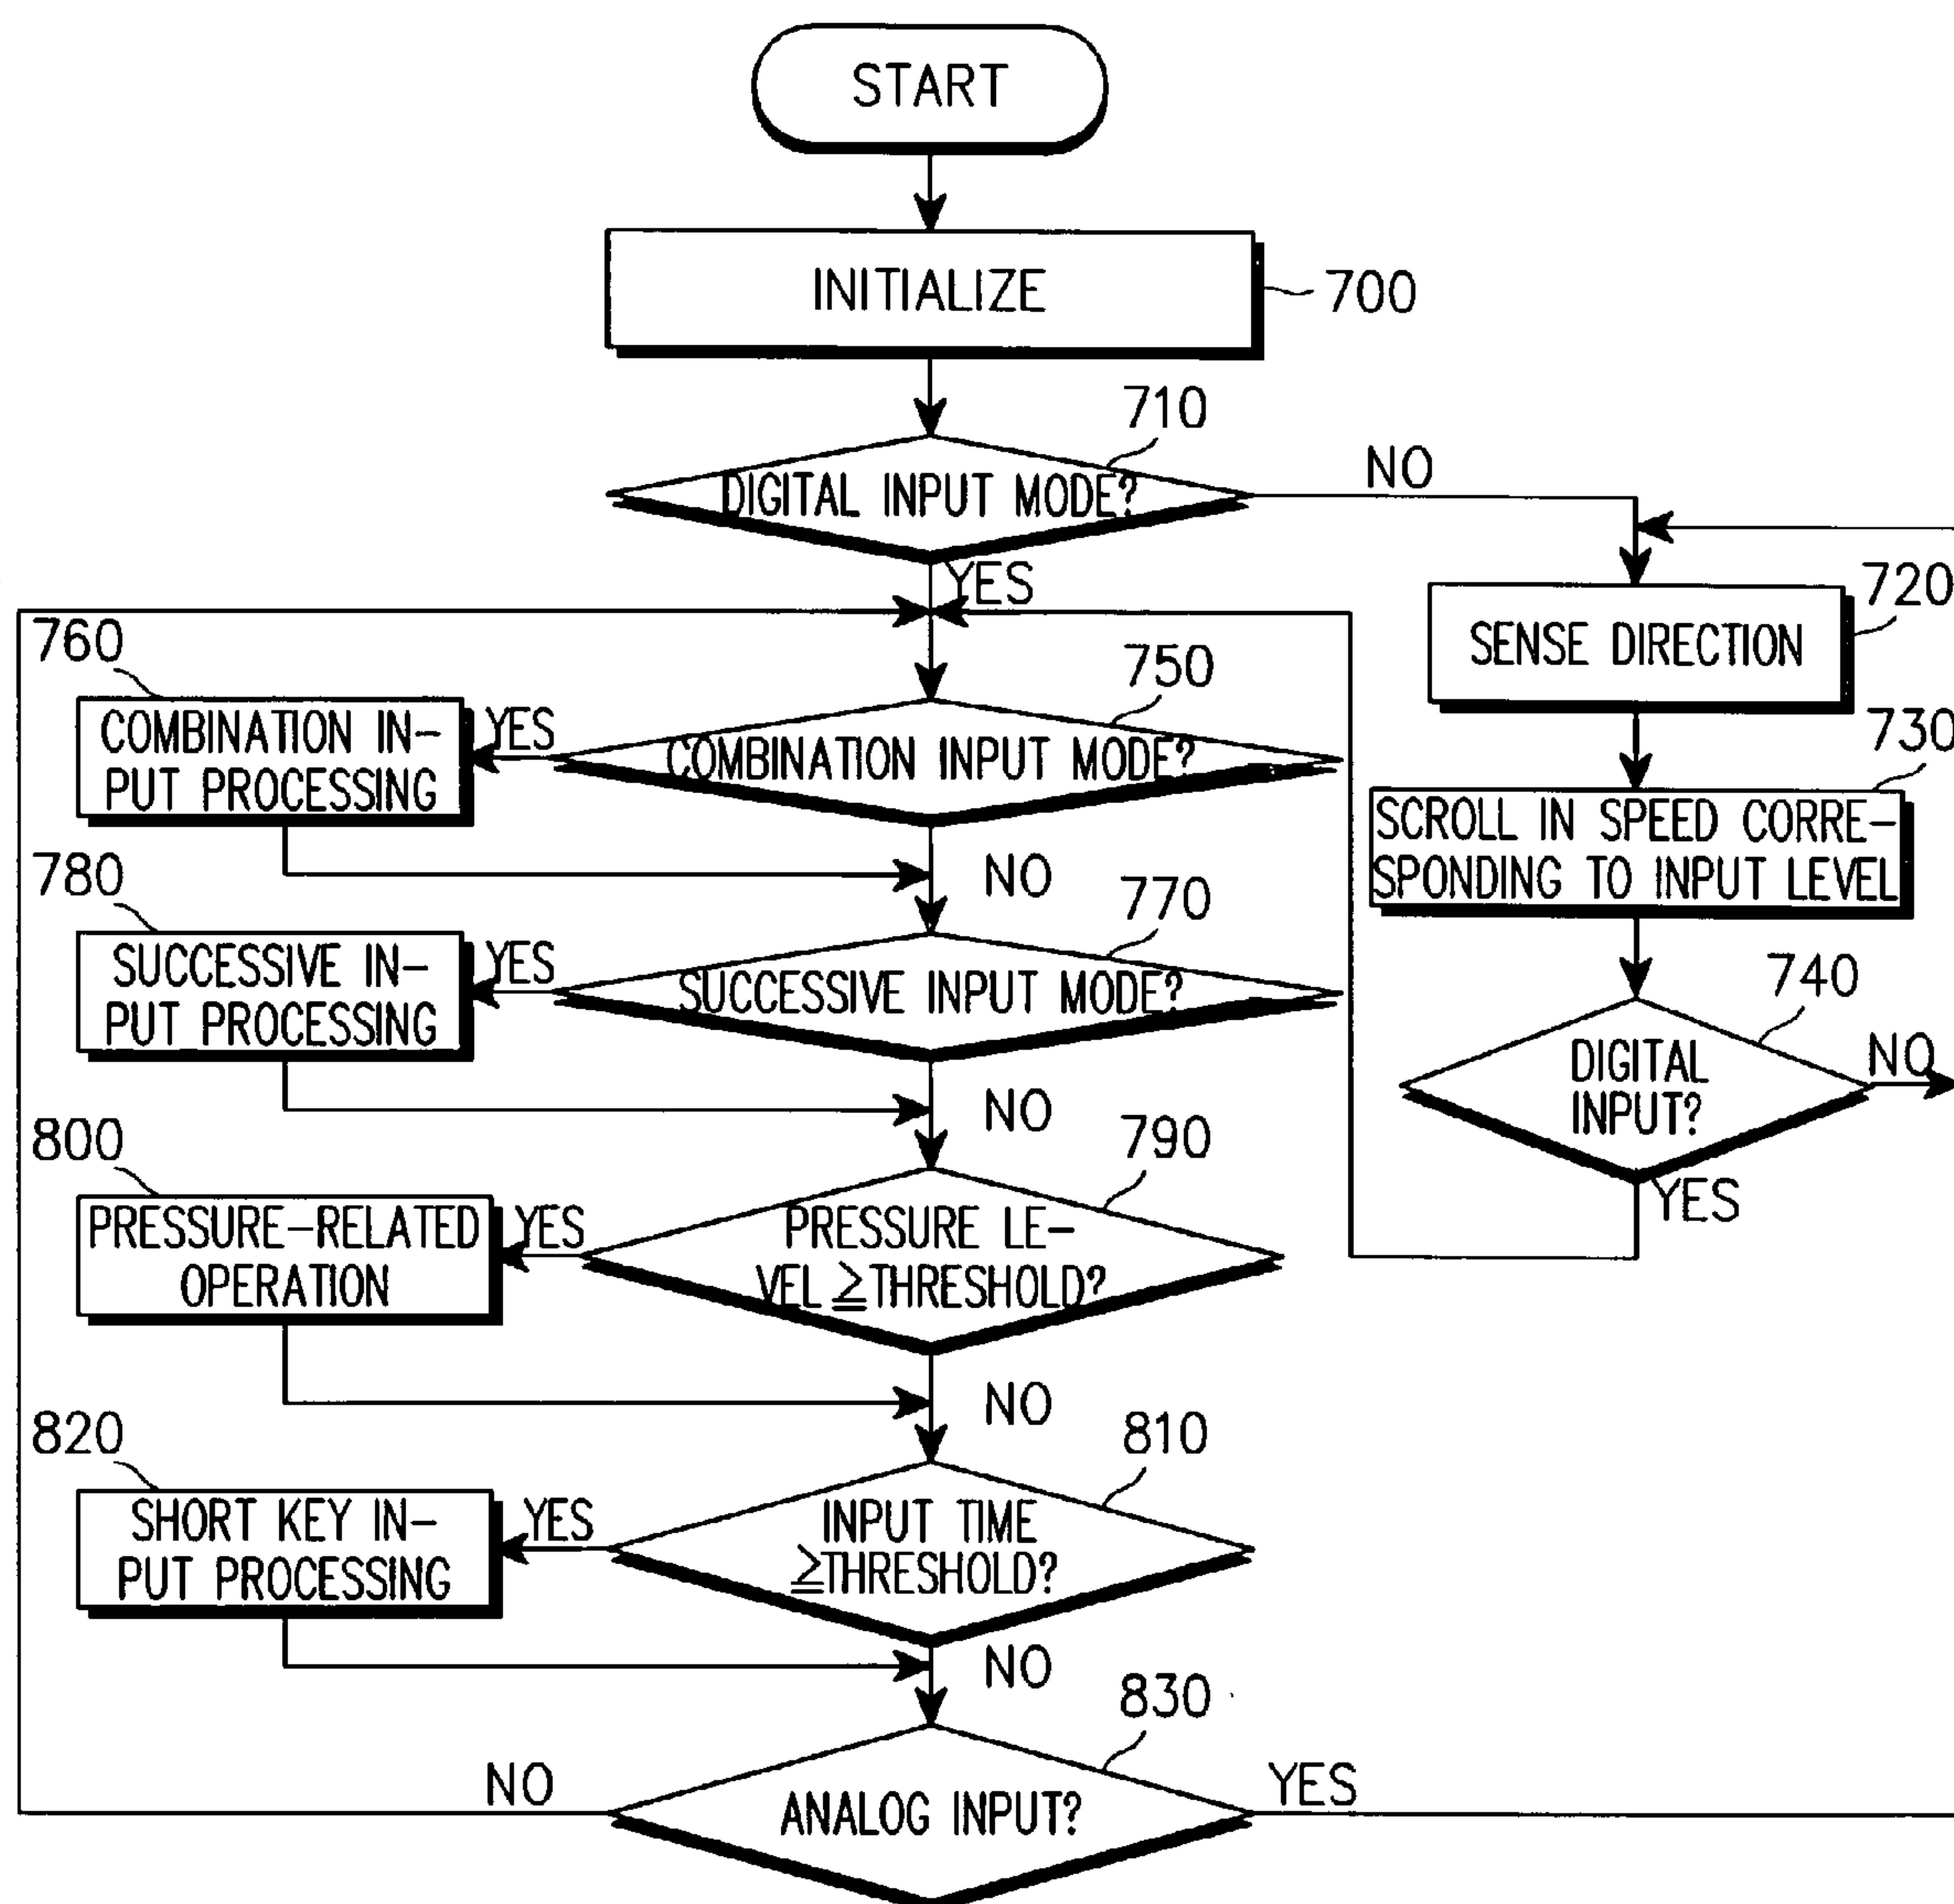 START
INITIALIZE
700
710
DIGITAL INPUT MODE?
NO
YES
720
SENSE DIRECTION
730
SCROLL IN SPEED CORRE-
SPONDING TO INPUT LEVEL
740
DIGITAL
INPUT?
NO
YES
750
COMBINATION INPUT MODE?
YES
760
COMBINATION IN-
PUT PROCESSING
NO
770
SUCCESSIVE INPUT MODE?
YES
780
SUCCESSIVE IN-
PUT PROCESSING
NO
790
PRESSURE LE-
VEL ≧THRESHOLD?
YES
800
PRESSURE-RELATED
OPERATION
NO
810
INPUT TIME
≧THRESHOLD?
YES
820
SHORT KEY IN-
PUT PROCESSING
NO
830
ANALOG INPUT?
NO
YES